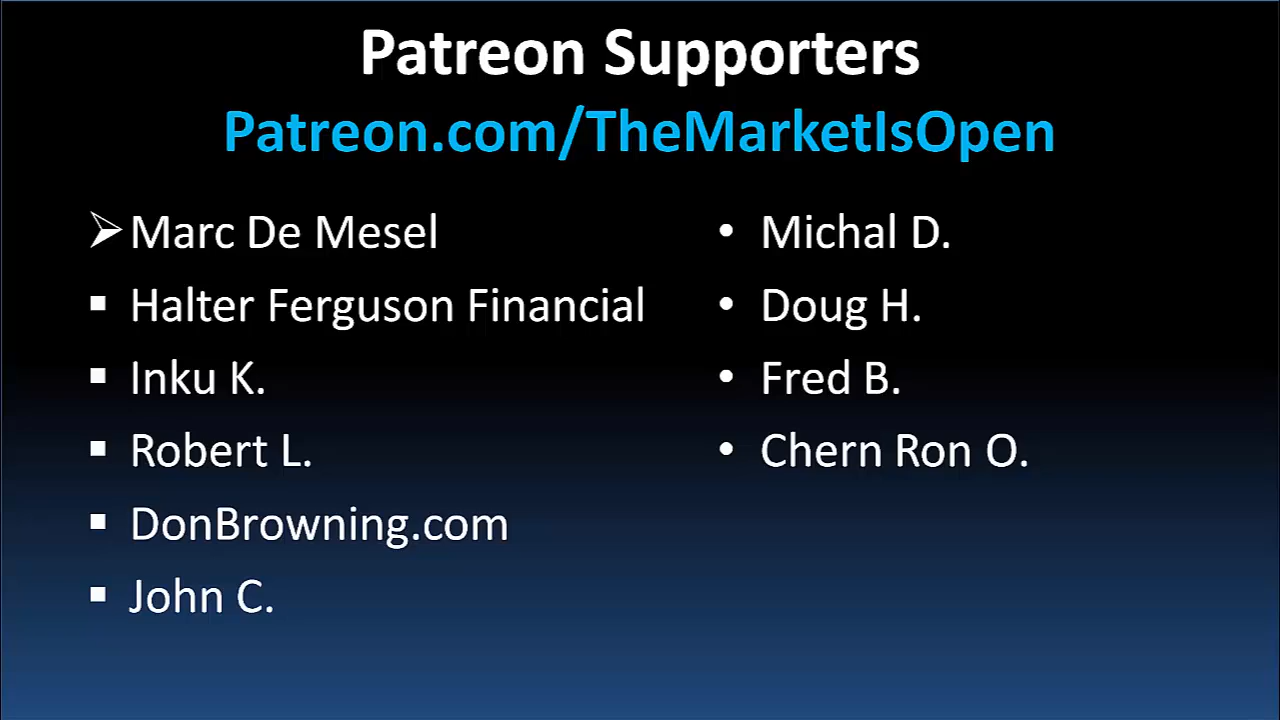 Patreon Supporters
Patreon.com/TheMarketIsOpen
➢ Marc De Mesel
▪ Halter Ferguson Financial
▪ Inku K.
▪ Robert L.
▪ DonBrowning.com
▪ John C.
• Michal D.
• Doug H.
• Fred B.
• Chern Ron O.